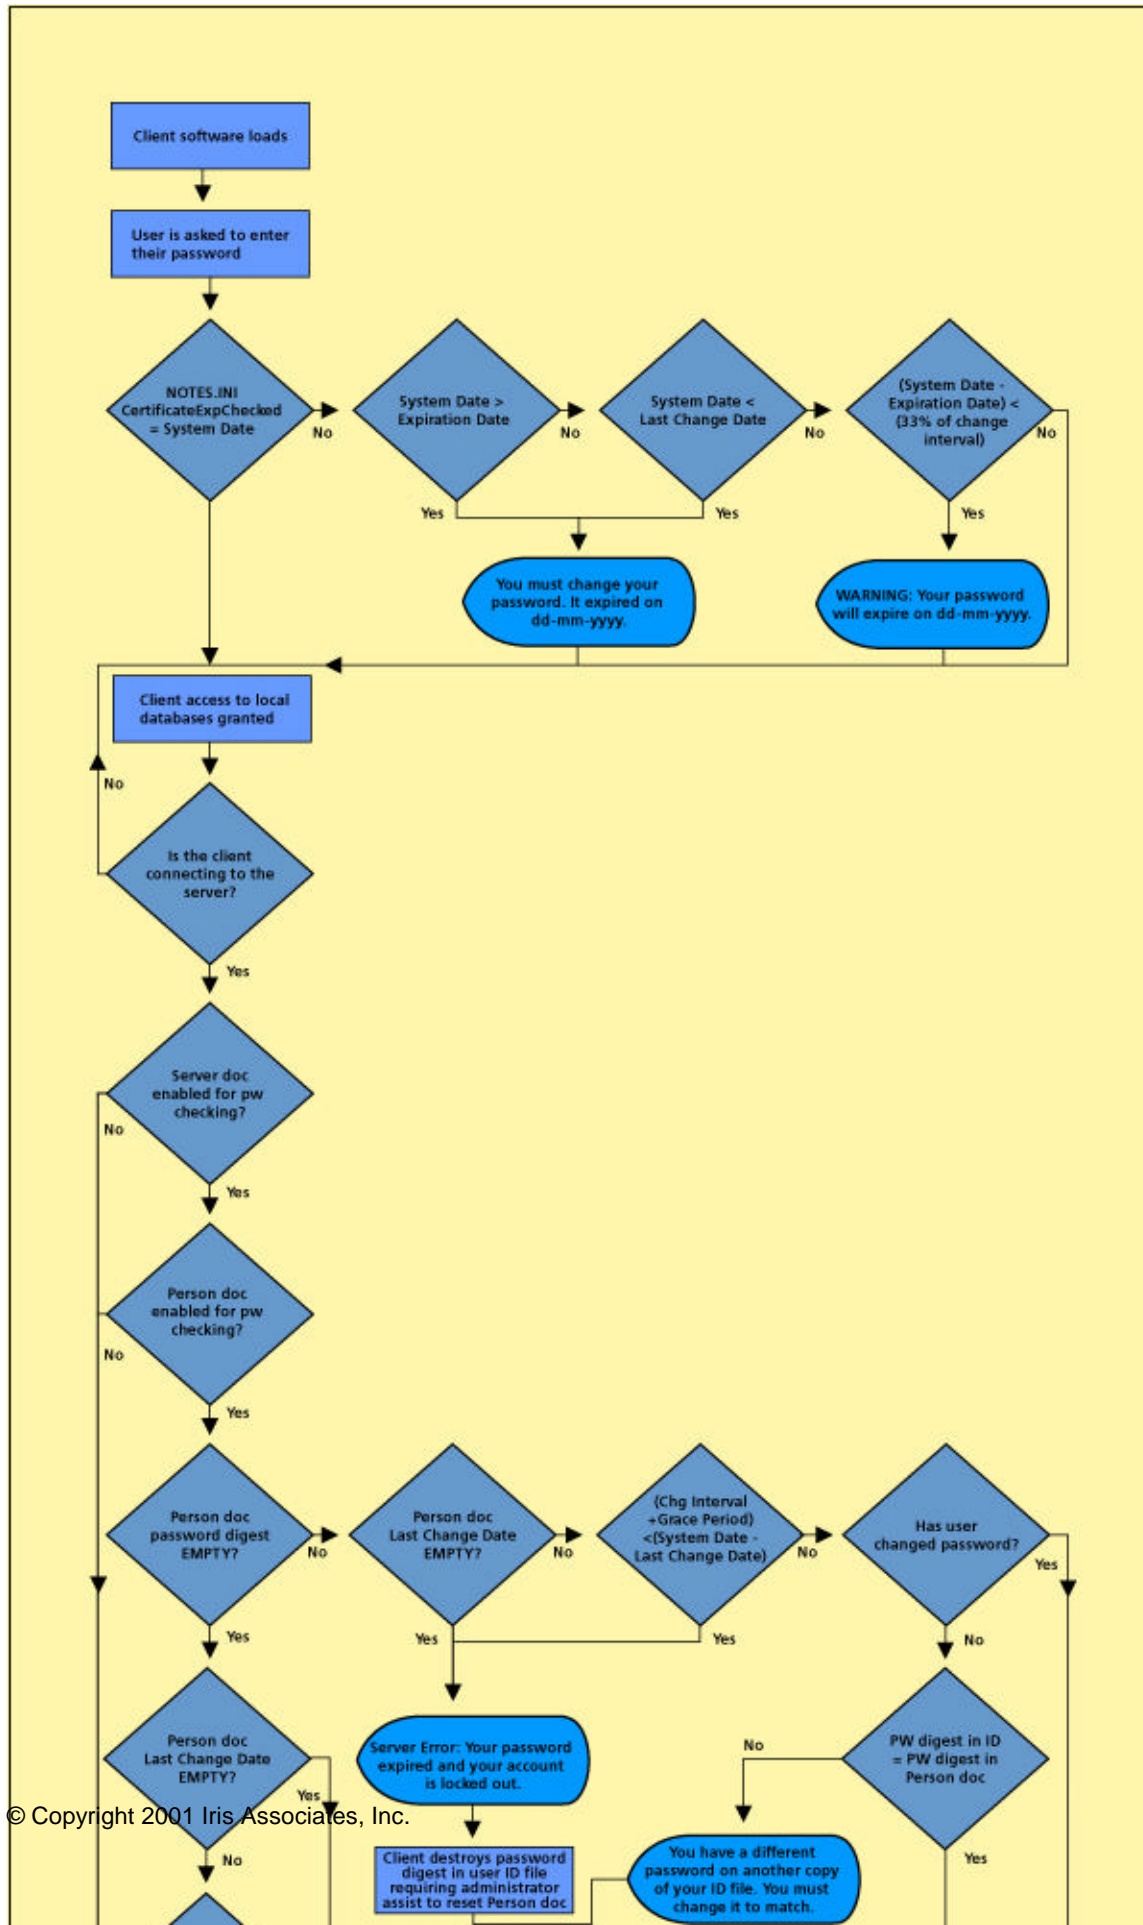 Client software loads
User is asked to enter
their password
NOTES.INI
CertificateExpChecked
= System Date
No
System Date >
Expiration Date
No
System Date <
Last Change Date
No
(System Date -
Expiration Date) <
(33% of change
interval)
No
Yes
Yes
Yes
You must change your
password. It expired on
dd-mm-yyyy.
WARNING: Your password
will expire on dd-mm-yyyy.
Client access to local
databases granted
No
Is the client
connecting to the
server?
Yes
Server doc
enabled for pw
checking?
No
Yes
Person doc
enabled for pw
checking?
No
Yes
Person doc
password digest
EMPTY?
No
Person doc
Last Change Date
EMPTY?
No
(Chg Interval
+Grace Period)
<(System Date -
Last Change Date)
No
Has user
changed password?
Yes
Yes
Yes
Yes
No
Person doc
Last Change Date
EMPTY?
Yes
Server Error: Your password
expired and your account
is locked out.
No
PW digest in ID
= PW digest in
Person doc
© Copyright 2001 Iris Associates, Inc.
No
Client destroys password
digest in user ID file
requiring administrator
assist to reset Person doc
You have a different
password on another copy
of your ID file. You must
change it to match.
Yes